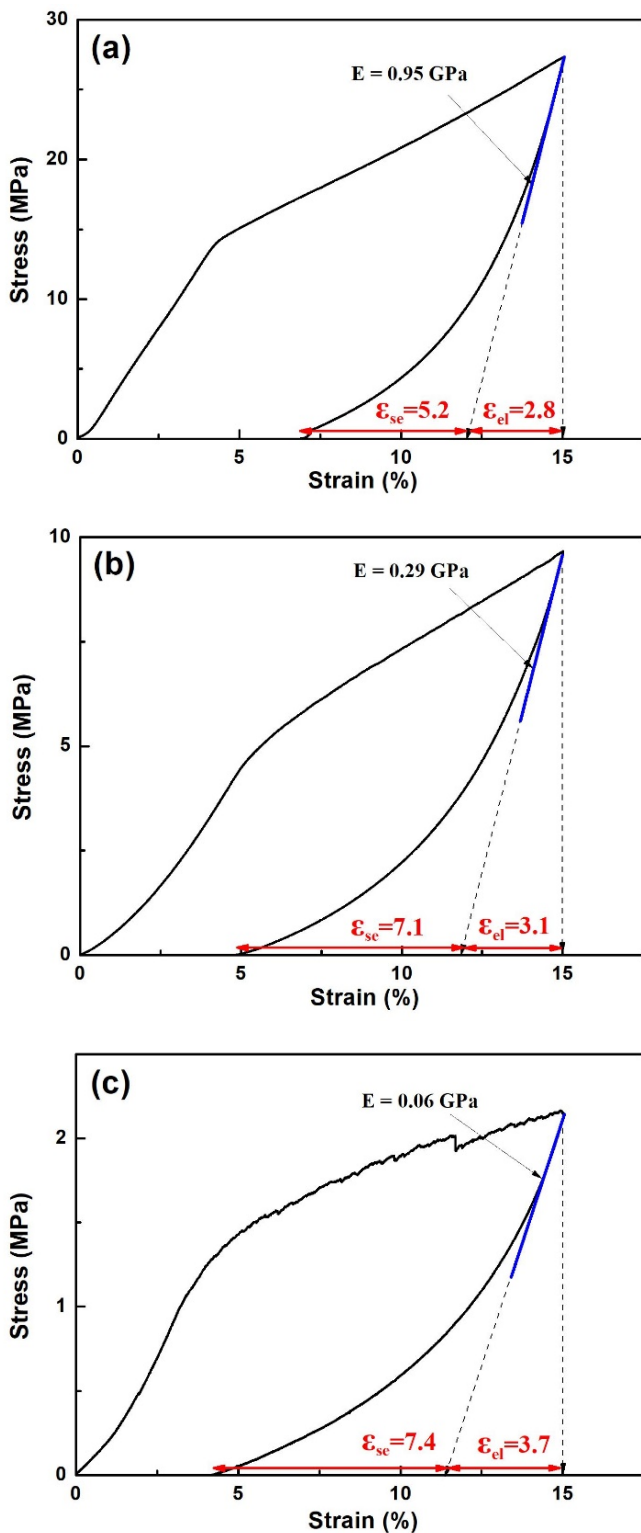 (a)
E = 0.95 GPa
Stress (MPa)
30
20
10
0
εse=5.2
εel=2.8
0
5
10
15
Strain (%)
(b)
E = 0.29 GPa
Stress (MPa)
10
5
0
εse=7.1
εel=3.1
0
5
10
15
Strain (%)
(c)
E = 0.06 GPa
Stress (MPa)
2
1
0
εse=7.4
εel=3.7
0
5
10
15
Strain (%)